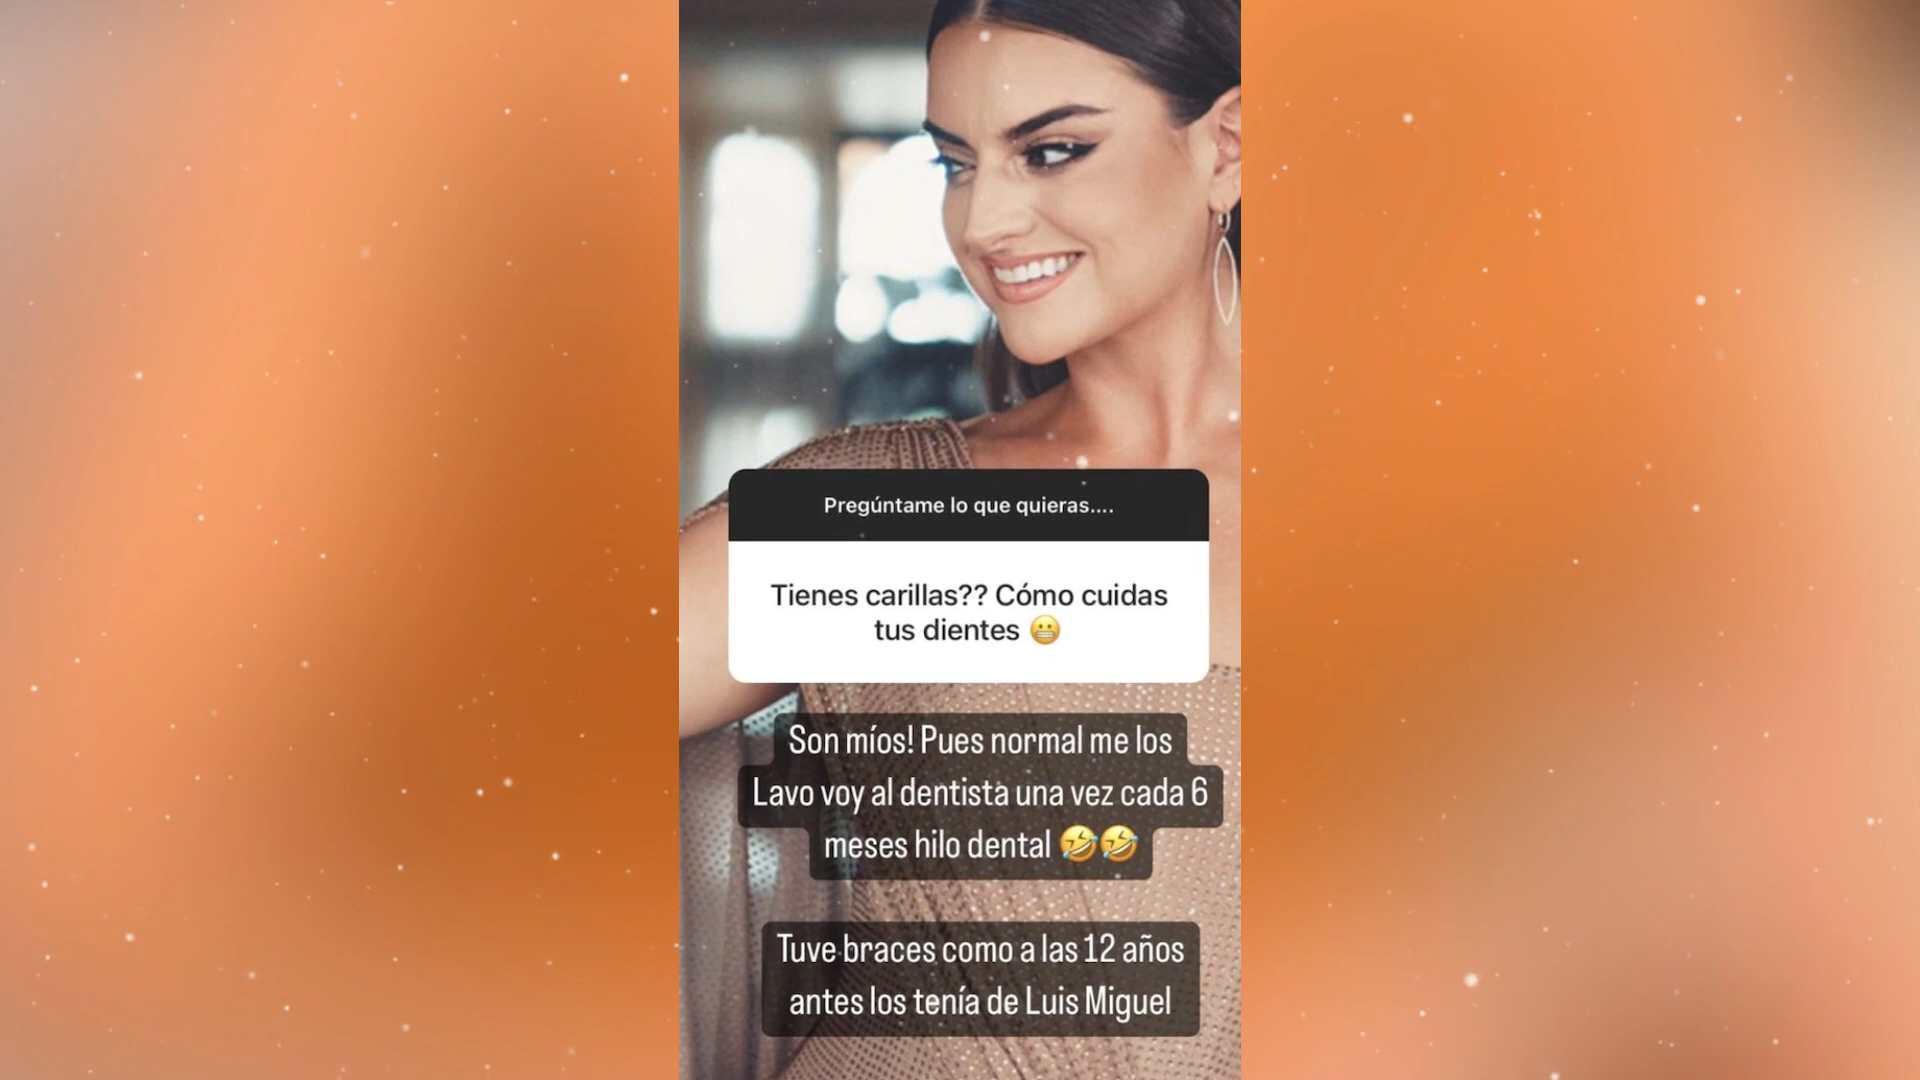 Pregúntame lo que quieras....
Tienes carillas?? Cómo cuidas
tus dientes 😬
Son míos! Pues normal me los
Lavo voy al dentista una vez cada 6
meses hilo dental 🤣🤣
Tuve braces como a las 12 años
antes los tenía de Luis Miguel